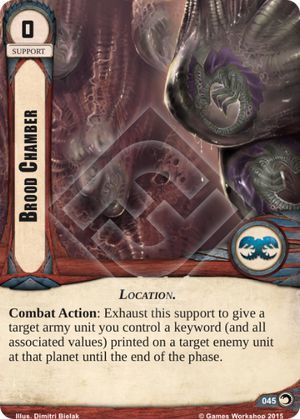 0
SUPPORT
BROOD CHAMBER
LOCATION.
Combat Action: Exhaust this support to give a
target army unit you control a keyword (and all
associated values) printed on a target enemy unit
at that planet until the end of the phase.
045
Illus. Dimitri Bielak
© Games Workshop 2015